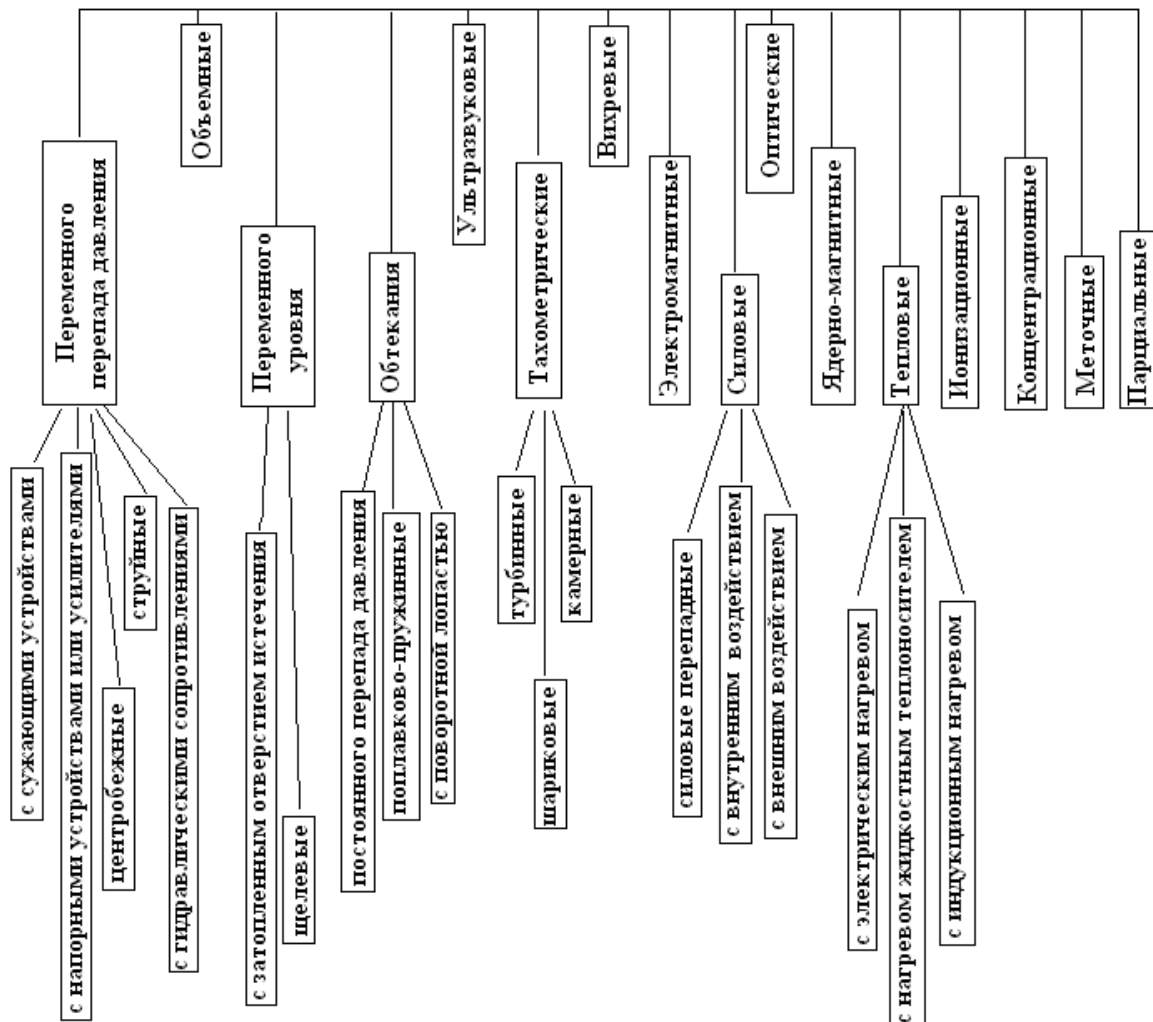 Переменного
перепада давления
с сужающими устройствами
с напорными устройствами или усилителями
центробежные
струйные
с гидравлическими сопротивлениями
Объемные
Переменного
уровня
с затопленным отверстием истечения
щелевые
Обтекания
постоянного перепада давления
поплавково-пружинные
с поворотной лопастью
Ультразвуковые
Тахометрические
турбинные
шариковые
камерные
Вихревые
Электромагнитные
Силовые
силовые перепадные
с внутренним воздействием
с внешним воздействием
Оптические
Ядерно-магнитные
Тепловые
с электрическим нагревом
с нагревом жидкостным теплоносителем
с индукционным нагревом
Ионизационные
Концентрационные
Меточные
Парциальные